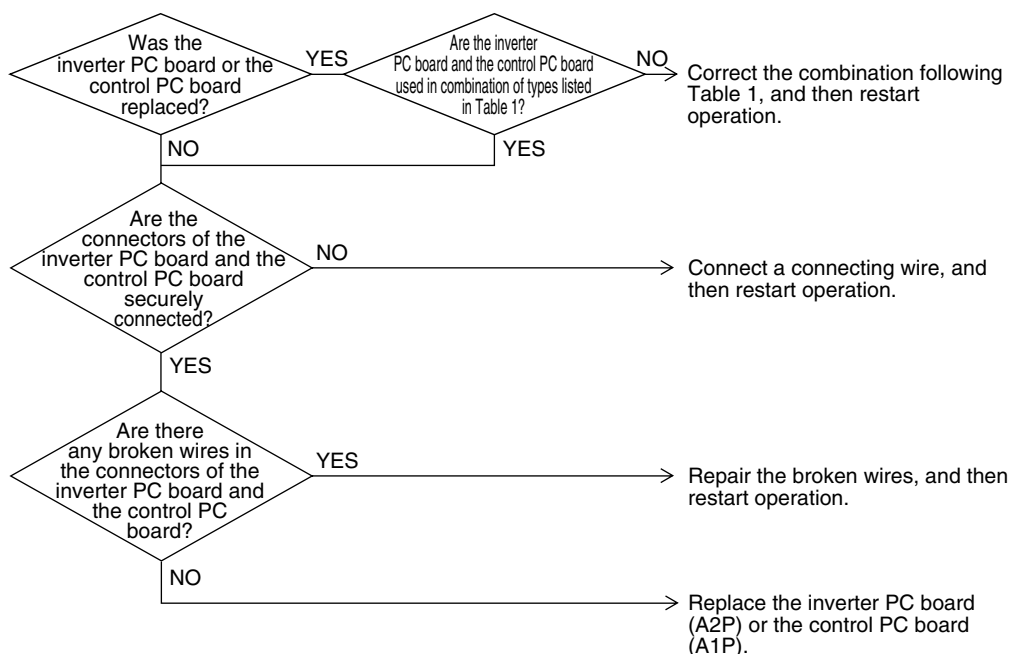 Was the
inverter PC board or the
control PC board
replaced?
YES
Are the inverter
PC board and the control PC board
used in combination of types listed
in Table 1?
NO
Correct the combination following
Table 1, and then restart
operation.
NO
YES
Are the
connectors of the
inverter PC board and the
control PC board
securely
connected?
NO
Connect a connecting wire, and
then restart operation.
YES
Are there
any broken wires in
the connectors of the
inverter PC board and
the control PC
board?
YES
Repair the broken wires, and then
restart operation.
NO
Replace the inverter PC board
(A2P) or the control PC board
(A1P).